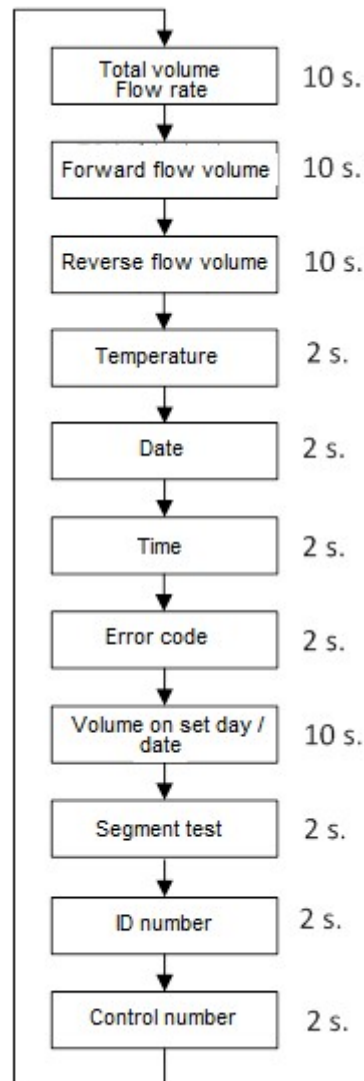 Total volume
Flow rate
10 s.
Forward flow volume
10 s.
Reverse flow volume
10 s.
Temperature
2 s.
Date
2 s.
Time
2 s.
Error code
2 s.
Volume on set day /
date
10 s.
Segment test
2 s.
ID number
2 s.
Control number
2 s.